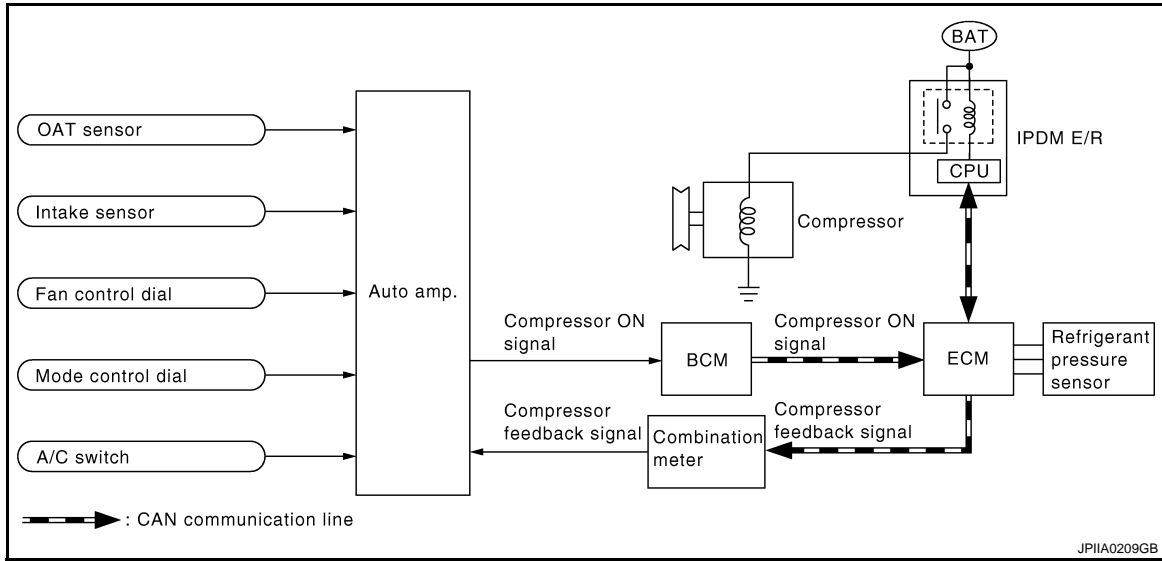 BAT
IPDM E/R
CPU
OAT sensor
Intake sensor
Fan control dial
Mode control dial
A/C switch
Auto amp.
Compressor
Compressor ON
signal
BCM
Compressor ON
signal
ECM
Refrigerant
pressure
sensor
Compressor
feedback signal
Combination
meter
Compressor
feedback signal
: CAN communication line
JPIIA0209GB